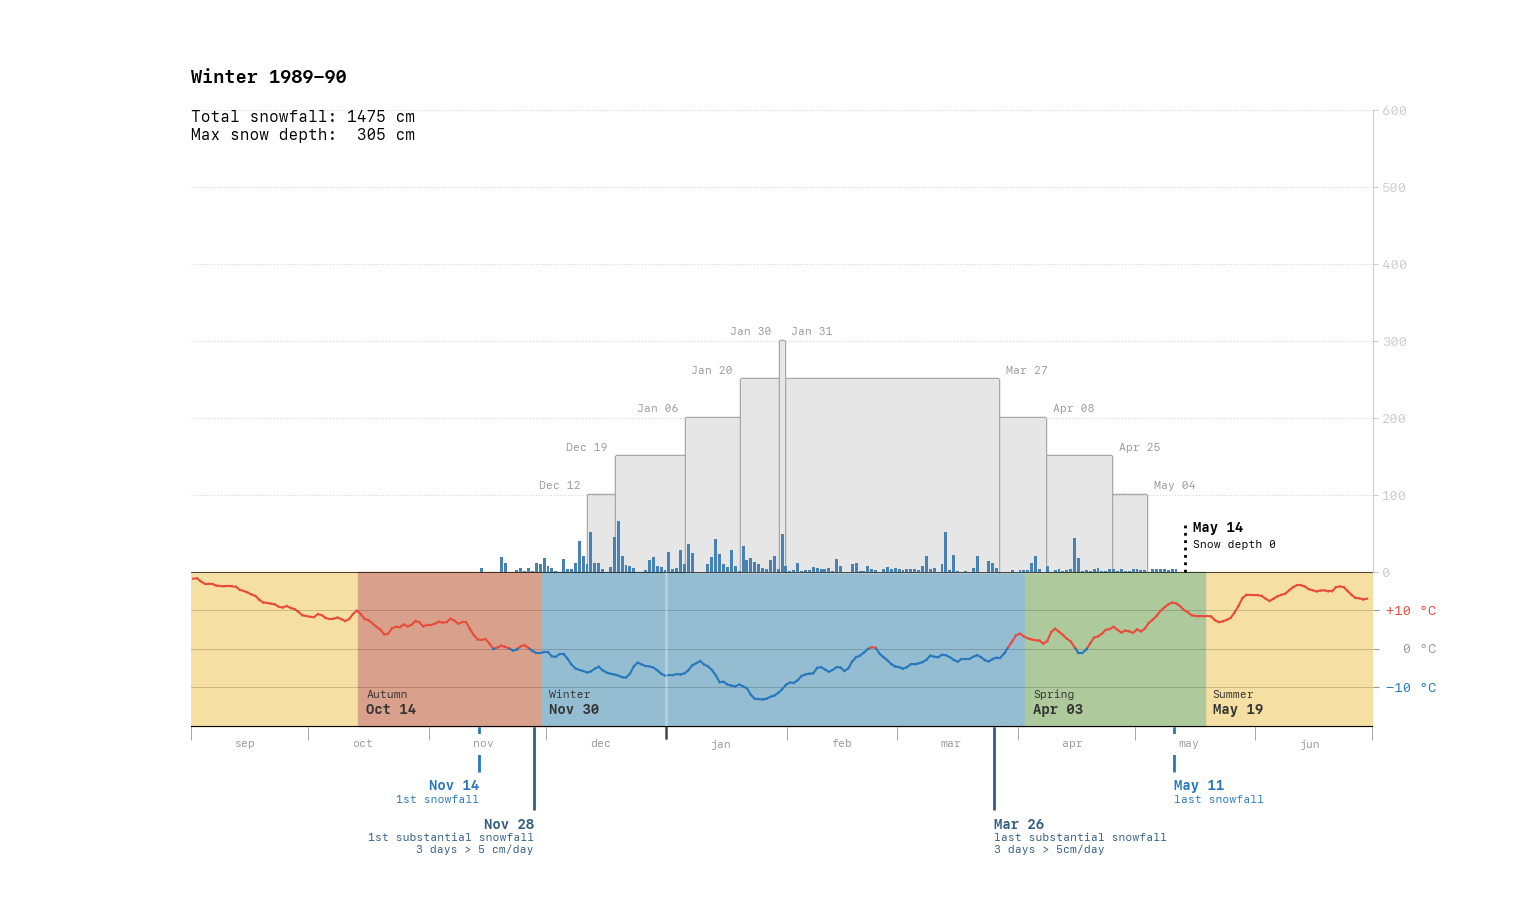 Winter 1989–90
Total snowfall: 1475 cm
Max snow depth:  305 cm
600
500
400
300
200
100
0
Jan 30
Jan 31
Jan 20
Mar 27
Jan 06
Apr 08
Dec 19
Apr 25
Dec 12
May 04
May 14
Snow depth 0
+10 °C
0 °C
−10 °C
Autumn
Oct 14
Winter
Nov 30
Spring
Apr 03
Summer
May 19
sep
oct
nov
dec
jan
feb
mar
apr
may
jun
Nov 14
1st snowfall
May 11
last snowfall
Nov 28
1st substantial snowfall
3 days > 5 cm/day
Mar 26
last substantial snowfall
3 days > 5cm/day